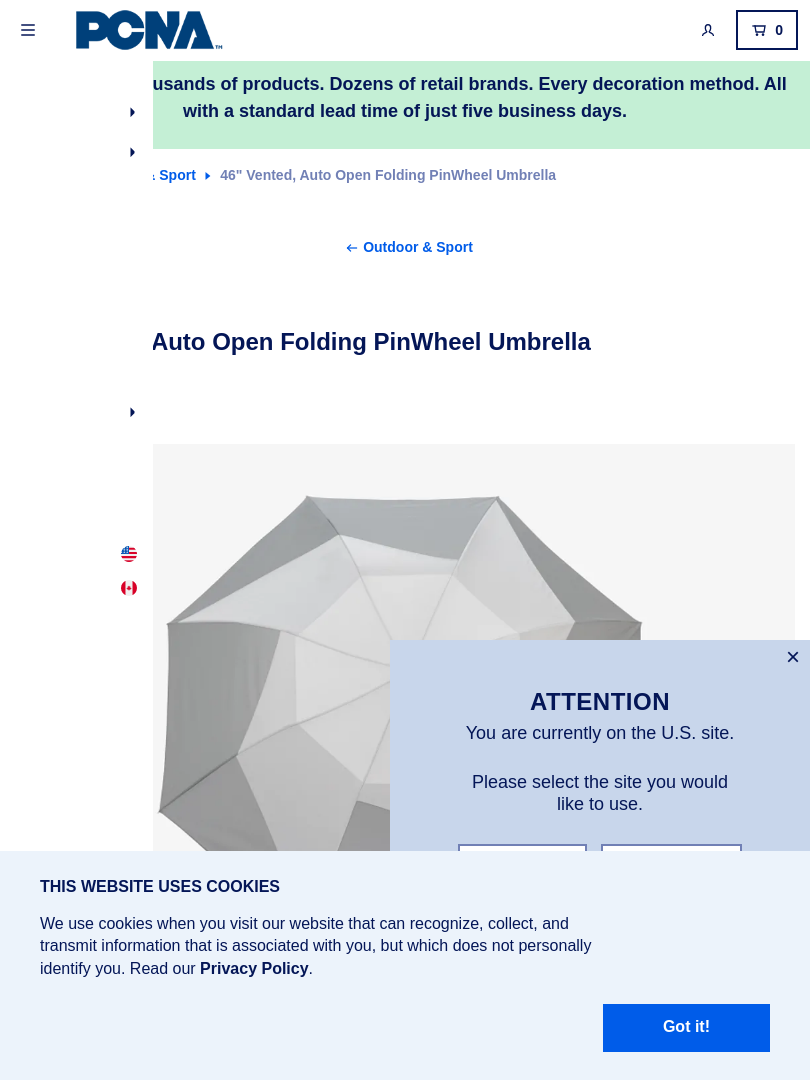 PCNA™
0
usands of products. Dozens of retail brands. Every decoration method. All
with a standard lead time of just five business days.
& Sport 46" Vented, Auto Open Folding PinWheel Umbrella
Outdoor & Sport
Auto Open Folding PinWheel Umbrella
ATTENTION
You are currently on the U.S. site.
Please select the site you would
like to use.
THIS WEBSITE USES COOKIES
We use cookies when you visit our website that can recognize, collect, and
transmit information that is associated with you, but which does not personally
identify you. Read our Privacy Policy.
Got it!